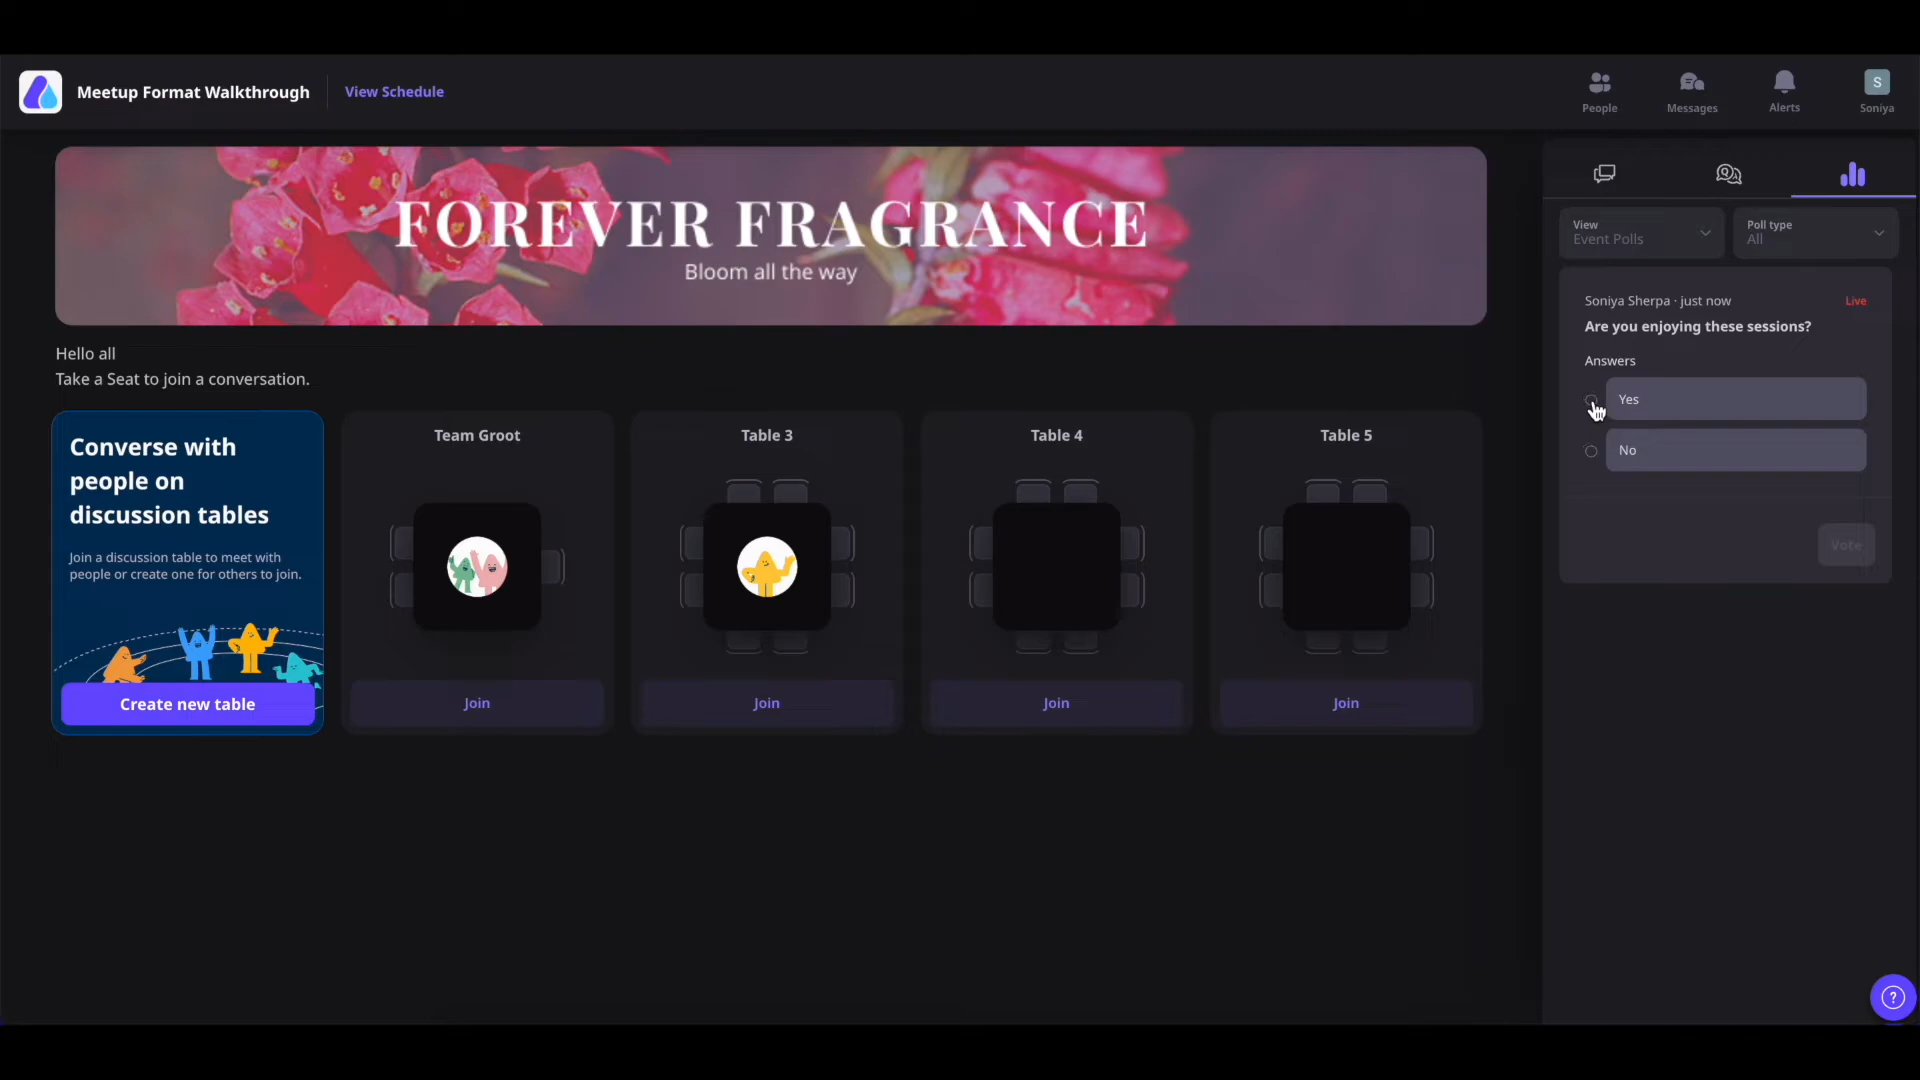 Meetup Format Walkthrough
View Schedule
People
Messages
Alerts
S
Soniya
FOREVER FRAGRANCE
Bloom all the way
Hello all
Take a Seat to join a conversation.
Converse with
people on
discussion tables
Join a discussion table to meet with
people or create one for others to join.
Create new table
Team Groot
Join
Table 3
Join
Table 4
Join
Table 5
Join
View
Event Polls
Poll type
All
Soniya Sherpa · just now
Live
Are you enjoying these sessions?
Answers
Yes
No
Vote
?